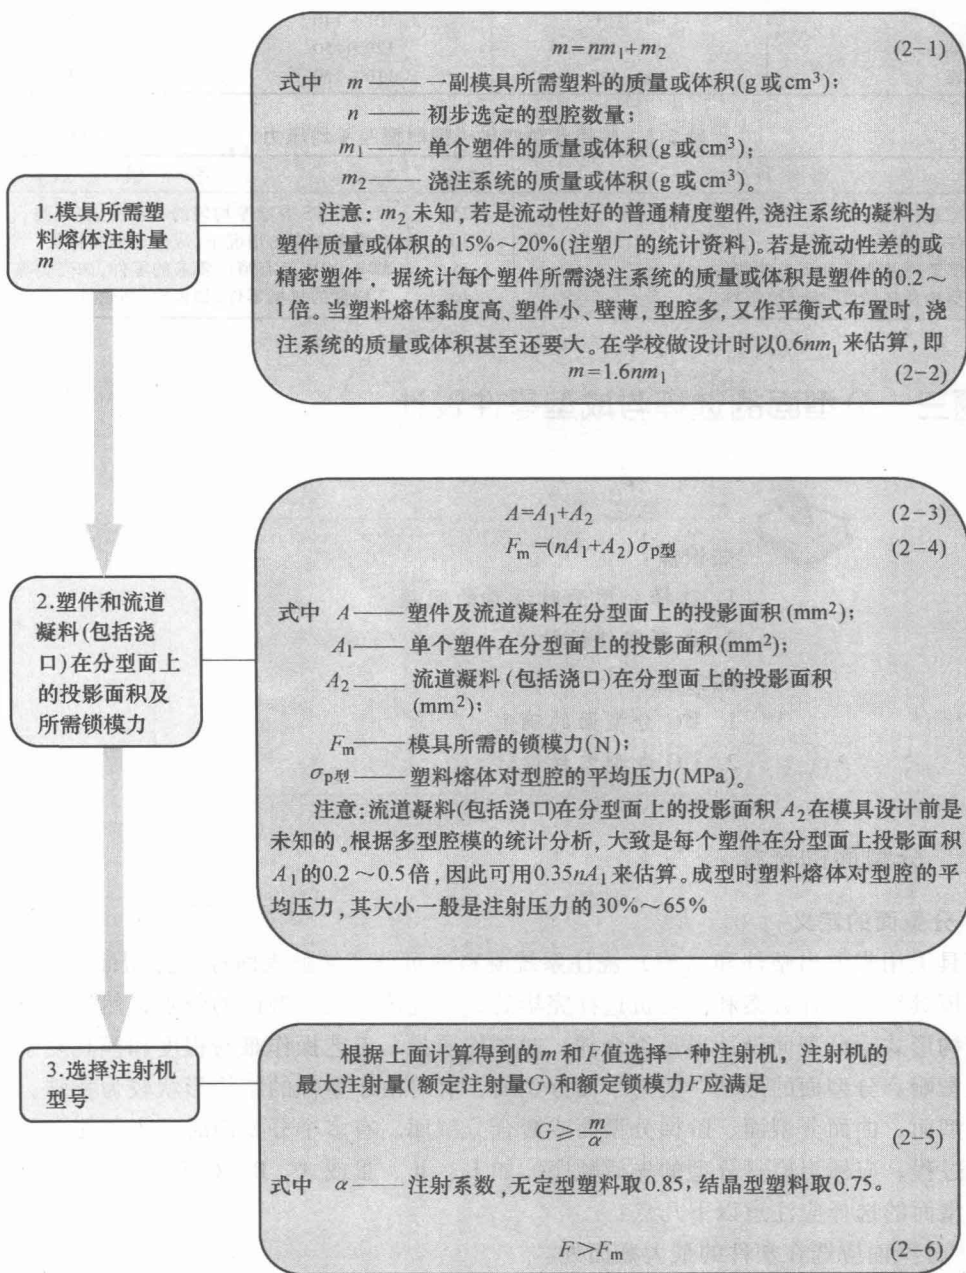 m=nm₁+m₂ (2-1)
式中 m —— 一副模具所需塑料的质量或体积(g或cm³);
n —— 初步选定的型腔数量;
m₁ —— 单个塑件的质量或体积(g或cm³);
m₂ —— 浇注系统的质量或体积(g或cm³)。
注意: m₂ 未知, 若是流动性好的普通精度塑件, 浇注系统的凝料为
塑件质量或体积的15%~20%(注塑厂的统计资料)。若是流动性差的或
精密塑件, 据统计每个塑件所需浇注系统的质量或体积是塑件的0.2~
1倍。当塑料熔体黏度高、塑件小、壁薄, 型腔多, 又作平衡式布置时, 浇
注系统的质量或体积甚至还要大。在学校做设计时以0.6nm₁来估算, 即
m=1.6nm₁ (2-2)
1.模具所需塑
料熔体注射量
m
A=A₁+A₂ (2-3)
Fm=(nA₁+A₂)σp型 (2-4)
式中 A —— 塑件及流道凝料在分型面上的投影面积(mm²);
A₁ —— 单个塑件在分型面上的投影面积(mm²);
A₂ —— 流道凝料(包括浇口)在分型面上的投影面积
(mm²);
Fm —— 模具所需的锁模力(N);
σp型 —— 塑料熔体对型腔的平均压力(MPa)。
注意:流道凝料(包括浇口)在分型面上的投影面积 A₂在模具设计前是
未知的。根据多型腔模的统计分析, 大致是每个塑件在分型面上投影面积
A₁的0.2~0.5倍, 因此可用0.35nA₁来估算。成型时塑料熔体对型腔的平
均压力, 其大小一般是注射压力的30%~65%
2.塑件和流道
凝料(包括浇
口)在分型面上
的投影面积及
所需锁模力
3.选择注射机
型号
根据上面计算得到的m和F值选择一种注射机, 注射机的
最大注射量(额定注射量G)和额定锁模力F应满足
G≥m/α (2-5)
式中 α —— 注射系数, 无定型塑料取0.85, 结晶型塑料取0.75。
F>Fm (2-6)